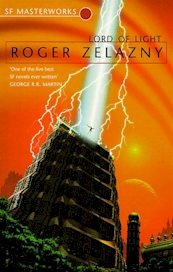 SF MASTERWORKS
LORD OF LIGHT
ROGER ZELAZNY
'One of the five best
SF novels ever written'
GEORGE R.R. MARTIN